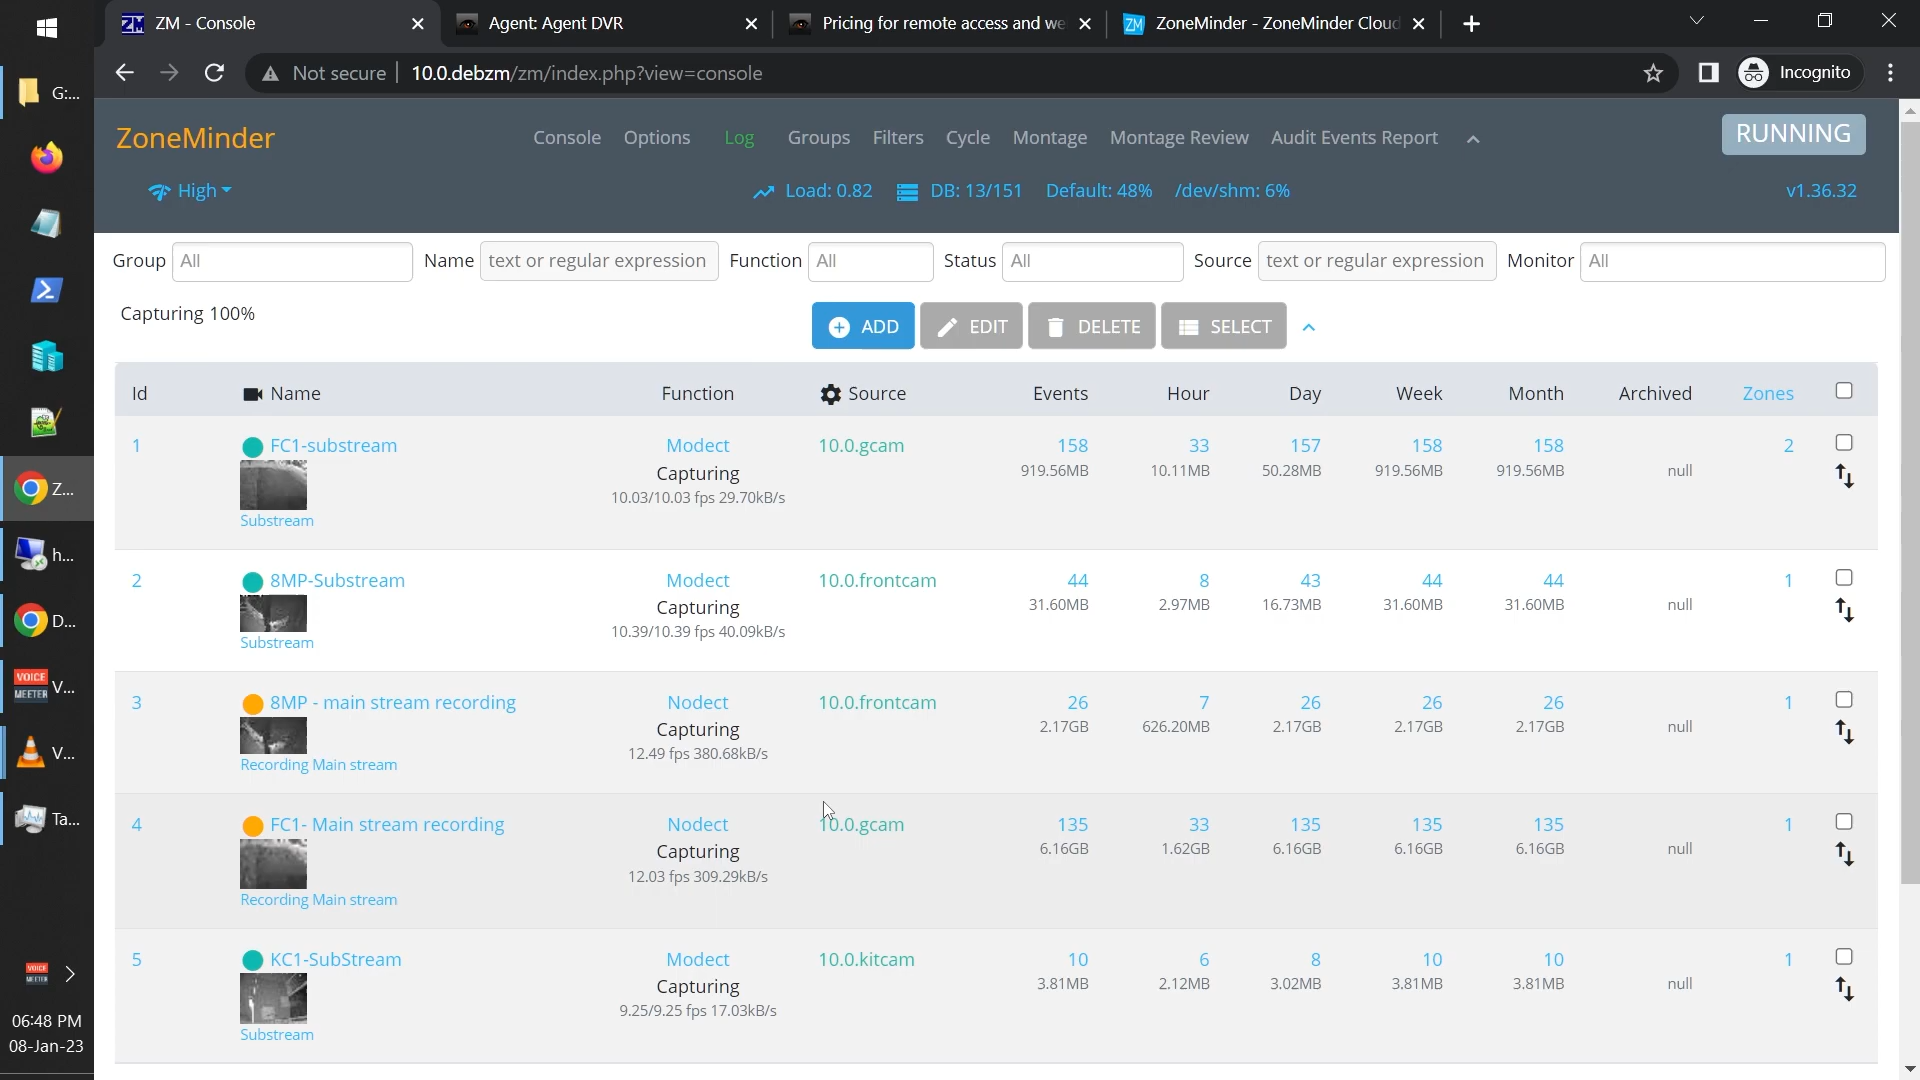 ZM - Console
Agent: Agent DVR
Pricing for remote access and we
ZoneMinder - ZoneMinder Cloud
G:...
Not secure
10.0.debzm/zm/index.php?view=console
Incognito
ZoneMinder
Console Options Log Groups Filters Cycle Montage Montage Review Audit Events Report
RUNNING
High
Load: 0.82 DB: 13/151 Default: 48% /dev/shm: 6%
v1.36.32
Group All Name text or regular expression Function All Status All Source text or regular expression Monitor All
Capturing 100%
ADD EDIT DELETE SELECT
Id Name Function Source Events Hour Day Week Month Archived Zones
1 FC1-substream Modect 10.0.gcam 158 33 157 158 158 2
Capturing 919.56MB 10.11MB 50.28MB 919.56MB 919.56MB null
10.03/10.03 fps 29.70kB/s
Substream
2 8MP-Substream Modect 10.0.frontcam 44 8 43 44 44 1
Capturing 31.60MB 2.97MB 16.73MB 31.60MB 31.60MB null
10.39/10.39 fps 40.09kB/s
Substream
3 8MP - main stream recording Nodect 10.0.frontcam 26 7 26 26 26 1
Capturing 2.17GB 626.20MB 2.17GB 2.17GB 2.17GB null
12.49 fps 380.68kB/s
Recording Main stream
4 FC1- Main stream recording Nodect 10.0.gcam 135 33 135 135 135 1
Capturing 6.16GB 1.62GB 6.16GB 6.16GB 6.16GB null
12.03 fps 309.29kB/s
Recording Main stream
5 KC1-SubStream Modect 10.0.kitcam 10 6 8 10 10 1
Capturing 3.81MB 2.12MB 3.02MB 3.81MB 3.81MB null
9.25/9.25 fps 17.03kB/s
Substream
Z...
h...
D...
VOICE MEETER V...
V...
Ta...
06:48 PM
08-Jan-23